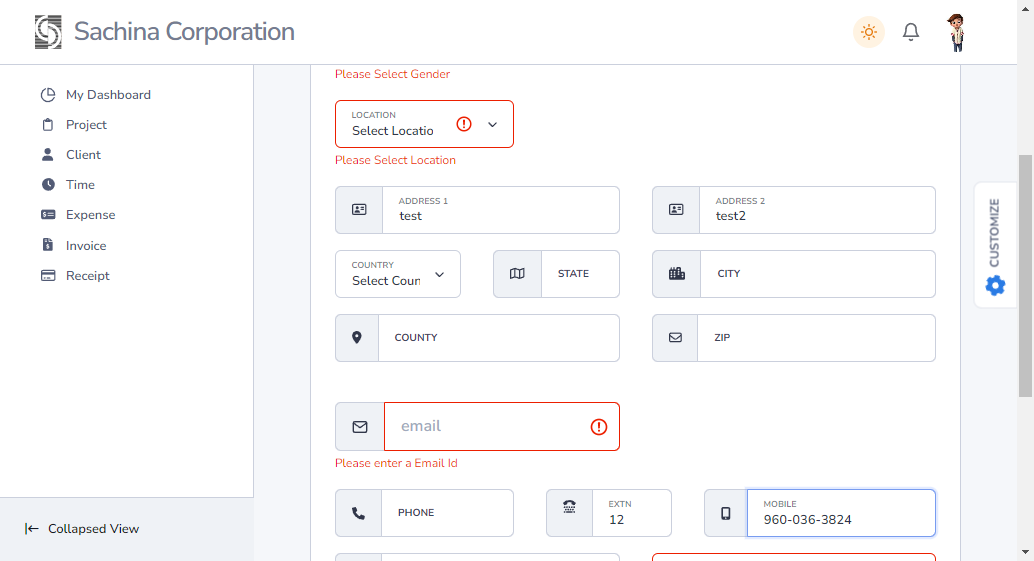 Sachina Corporation
My Dashboard
Project
Client
Time
Expense
Invoice
Receipt
Collapsed View
Please Select Gender
LOCATION
Select Locatio
Please Select Location
ADDRESS 1
test
ADDRESS 2
test2
COUNTRY
Select Coun
STATE
CITY
COUNTY
ZIP
email
Please enter a Email Id
PHONE
EXTN
12
MOBILE
960-036-3824
CUSTOMIZE